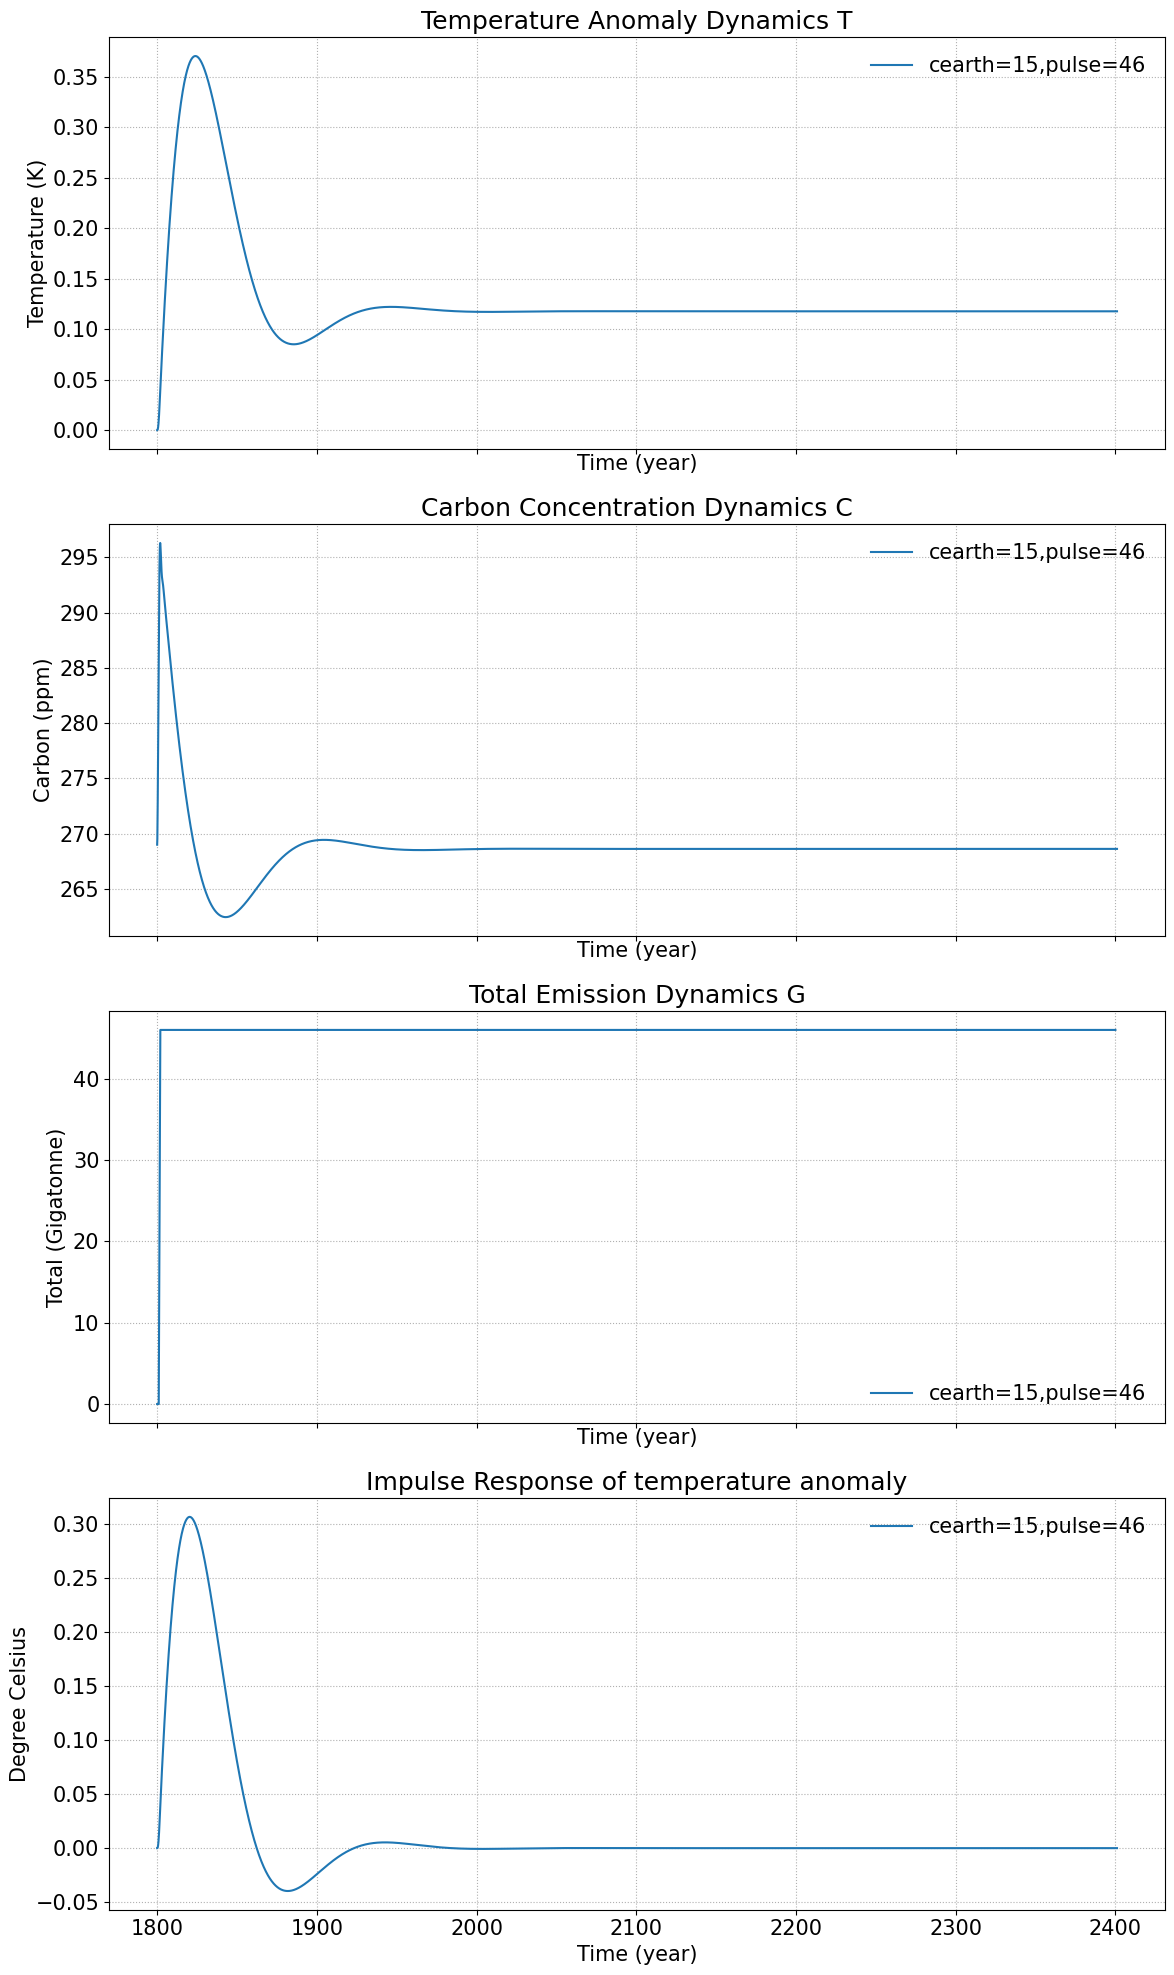 Temperature Anomaly Dynamics T
cearth=15,pulse=46
0.35
0.30
0.25
0.20
0.15
0.10
0.05
0.00
Temperature (K)
Time (year)
Carbon Concentration Dynamics C
cearth=15,pulse=46
295
290
285
280
275
270
265
Carbon (ppm)
Time (year)
Total Emission Dynamics G
40
30
20
10
0
Total (Gigatonne)
cearth=15,pulse=46
Time (year)
Impulse Response of temperature anomaly
cearth=15,pulse=46
0.30
0.25
0.20
0.15
0.10
0.05
0.00
−0.05
Degree Celsius
1800 1900 2000 2100 2200 2300 2400
Time (year)